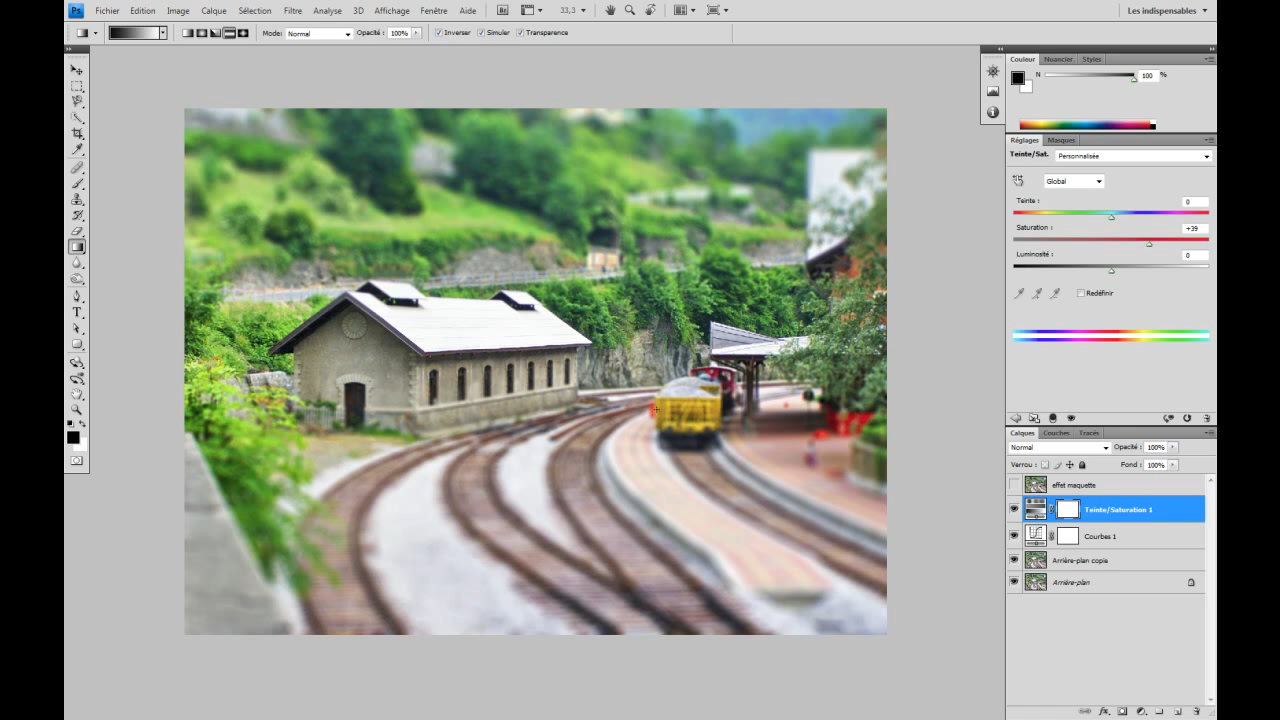 Ps Fichier Edition Image Calque Sélection Filtre Analyse 3D Affichage Fenêtre Aide Br 33,3 Les indispensables
Mode: Normal Opacité : 100% Inverser Simuler Transparence
Couleur Nuancier Styles
N 100 %
Réglages Masques
Teinte/Sat. Personnalisée
Global
Teinte : 0
Saturation : +39
Luminosité : 0
Redéfinir
Calques Couches Tracés
Normal Opacité : 100%
Verrou : Fond : 100%
effet maquette
Teinte/Saturation 1
Courbes 1
Arrière-plan copie
Arrière-plan
T
fx